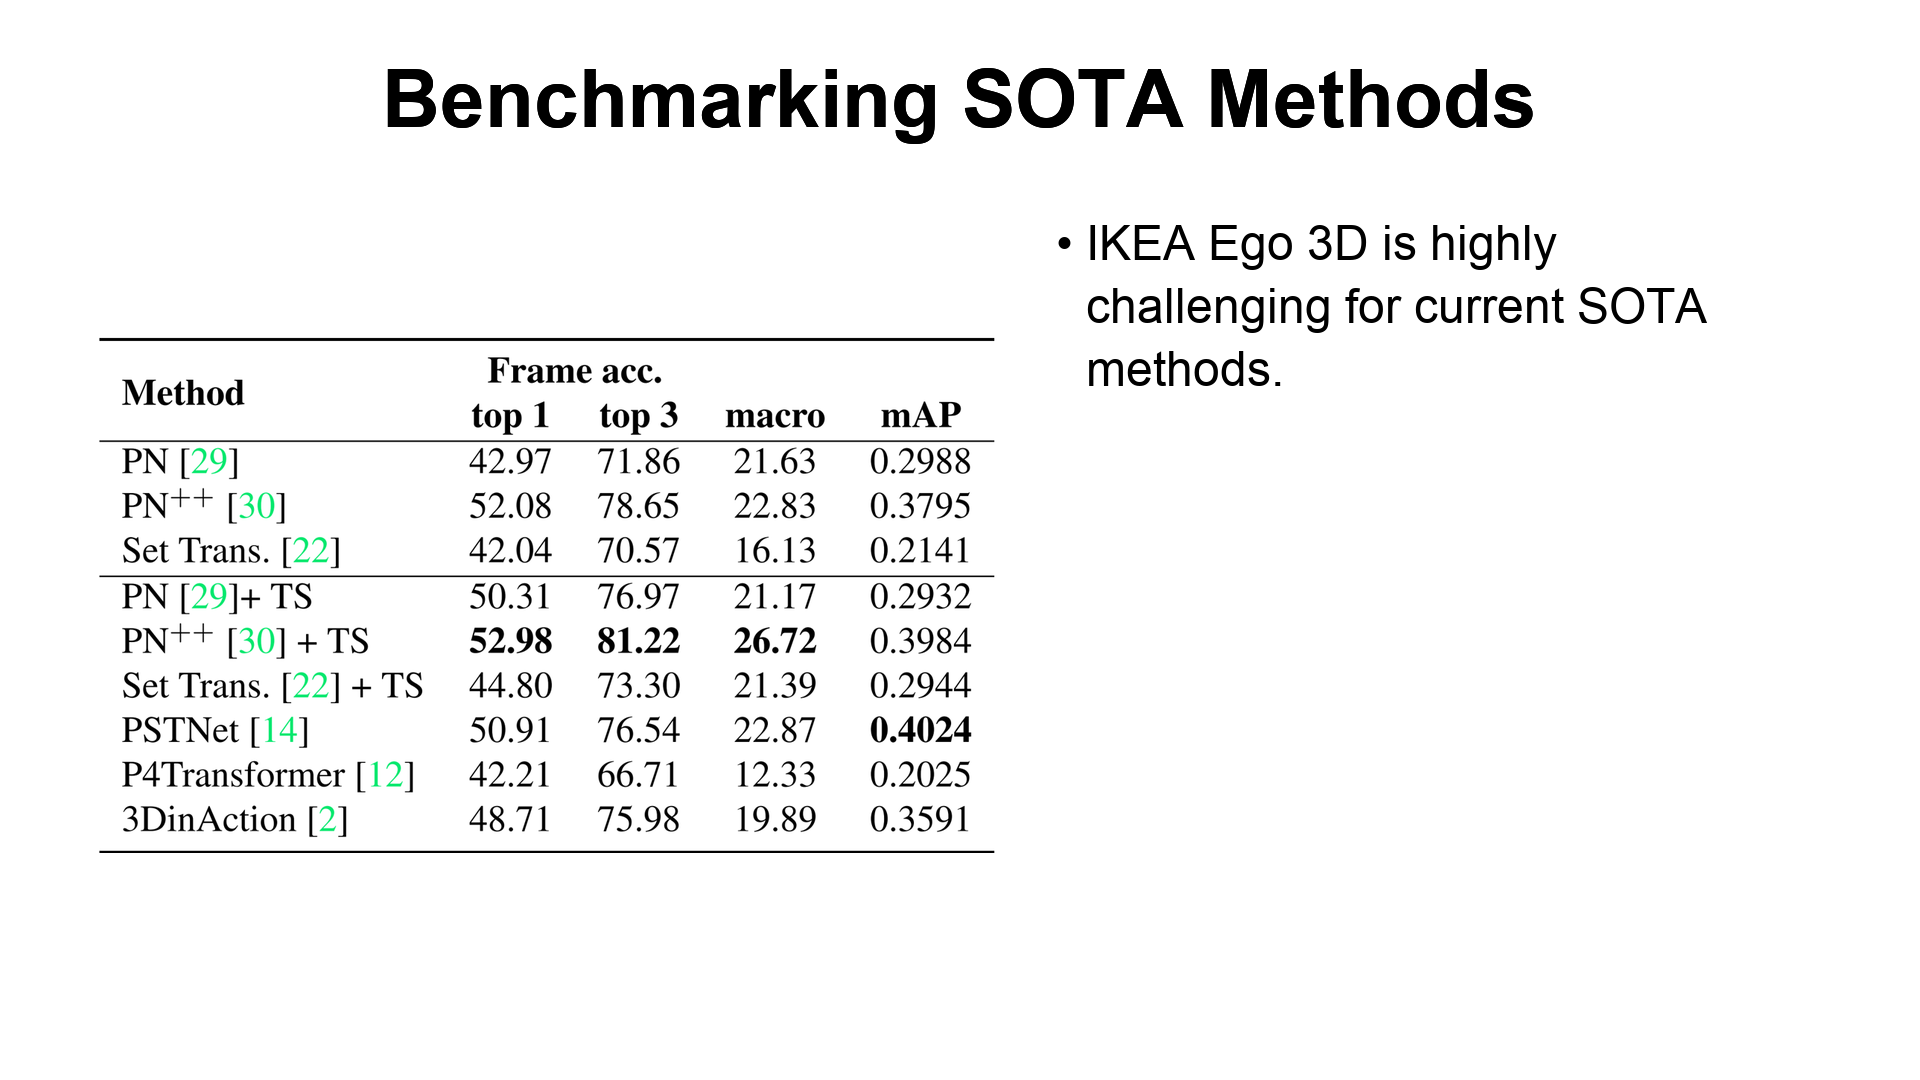 Benchmarking SOTA Methods
Method Frame acc.
top 1 top 3 macro mAP
PN [29] 42.97 71.86 21.63 0.2988
PN++ [30] 52.08 78.65 22.83 0.3795
Set Trans. [22] 42.04 70.57 16.13 0.2141
PN [29]+ TS 50.31 76.97 21.17 0.2932
PN++ [30] + TS 52.98 81.22 26.72 0.3984
Set Trans. [22] + TS 44.80 73.30 21.39 0.2944
PSTNet [14] 50.91 76.54 22.87 0.4024
P4Transformer [12] 42.21 66.71 12.33 0.2025
3DinAction [2] 48.71 75.98 19.89 0.3591
• IKEA Ego 3D is highly
challenging for current SOTA
methods.